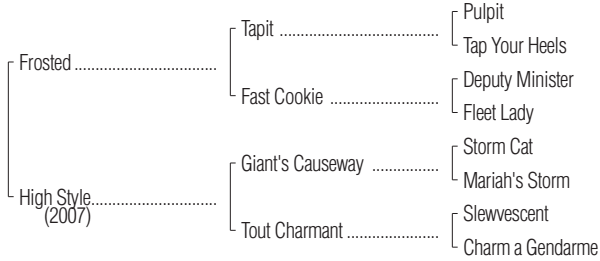 Pulpit
Tapit ..................................
Tap Your Heels
Frosted ..............................
Deputy Minister
Fast Cookie .......................
Fleet Lady
Storm Cat
Giant's Causeway ..............
Mariah's Storm
High Style..........................
(2007)
Slewvescent
Tout Charmant ...................
Charm a Gendarme